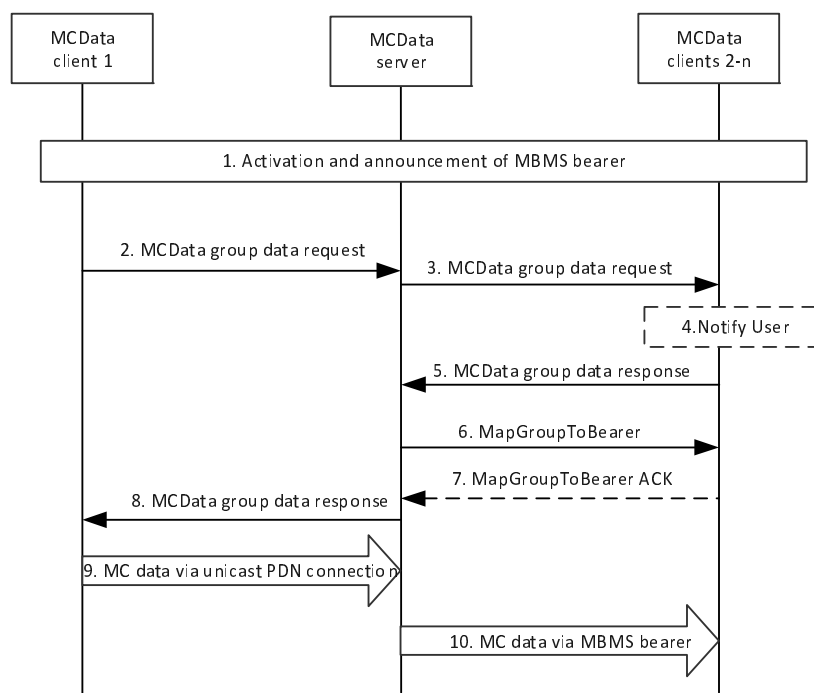 MCData
client 1
MCData
server
MCData
clients 2-n
1. Activation and announcement of MBMS bearer
2. MCData group data request
3. MCData group data request
4.Notify User
5. MCData group data response
6. MapGroupToBearer
7. MapGroupToBearer ACK
8. MCData group data response
9. MC data via unicast PDN connection
10. MC data via MBMS bearer